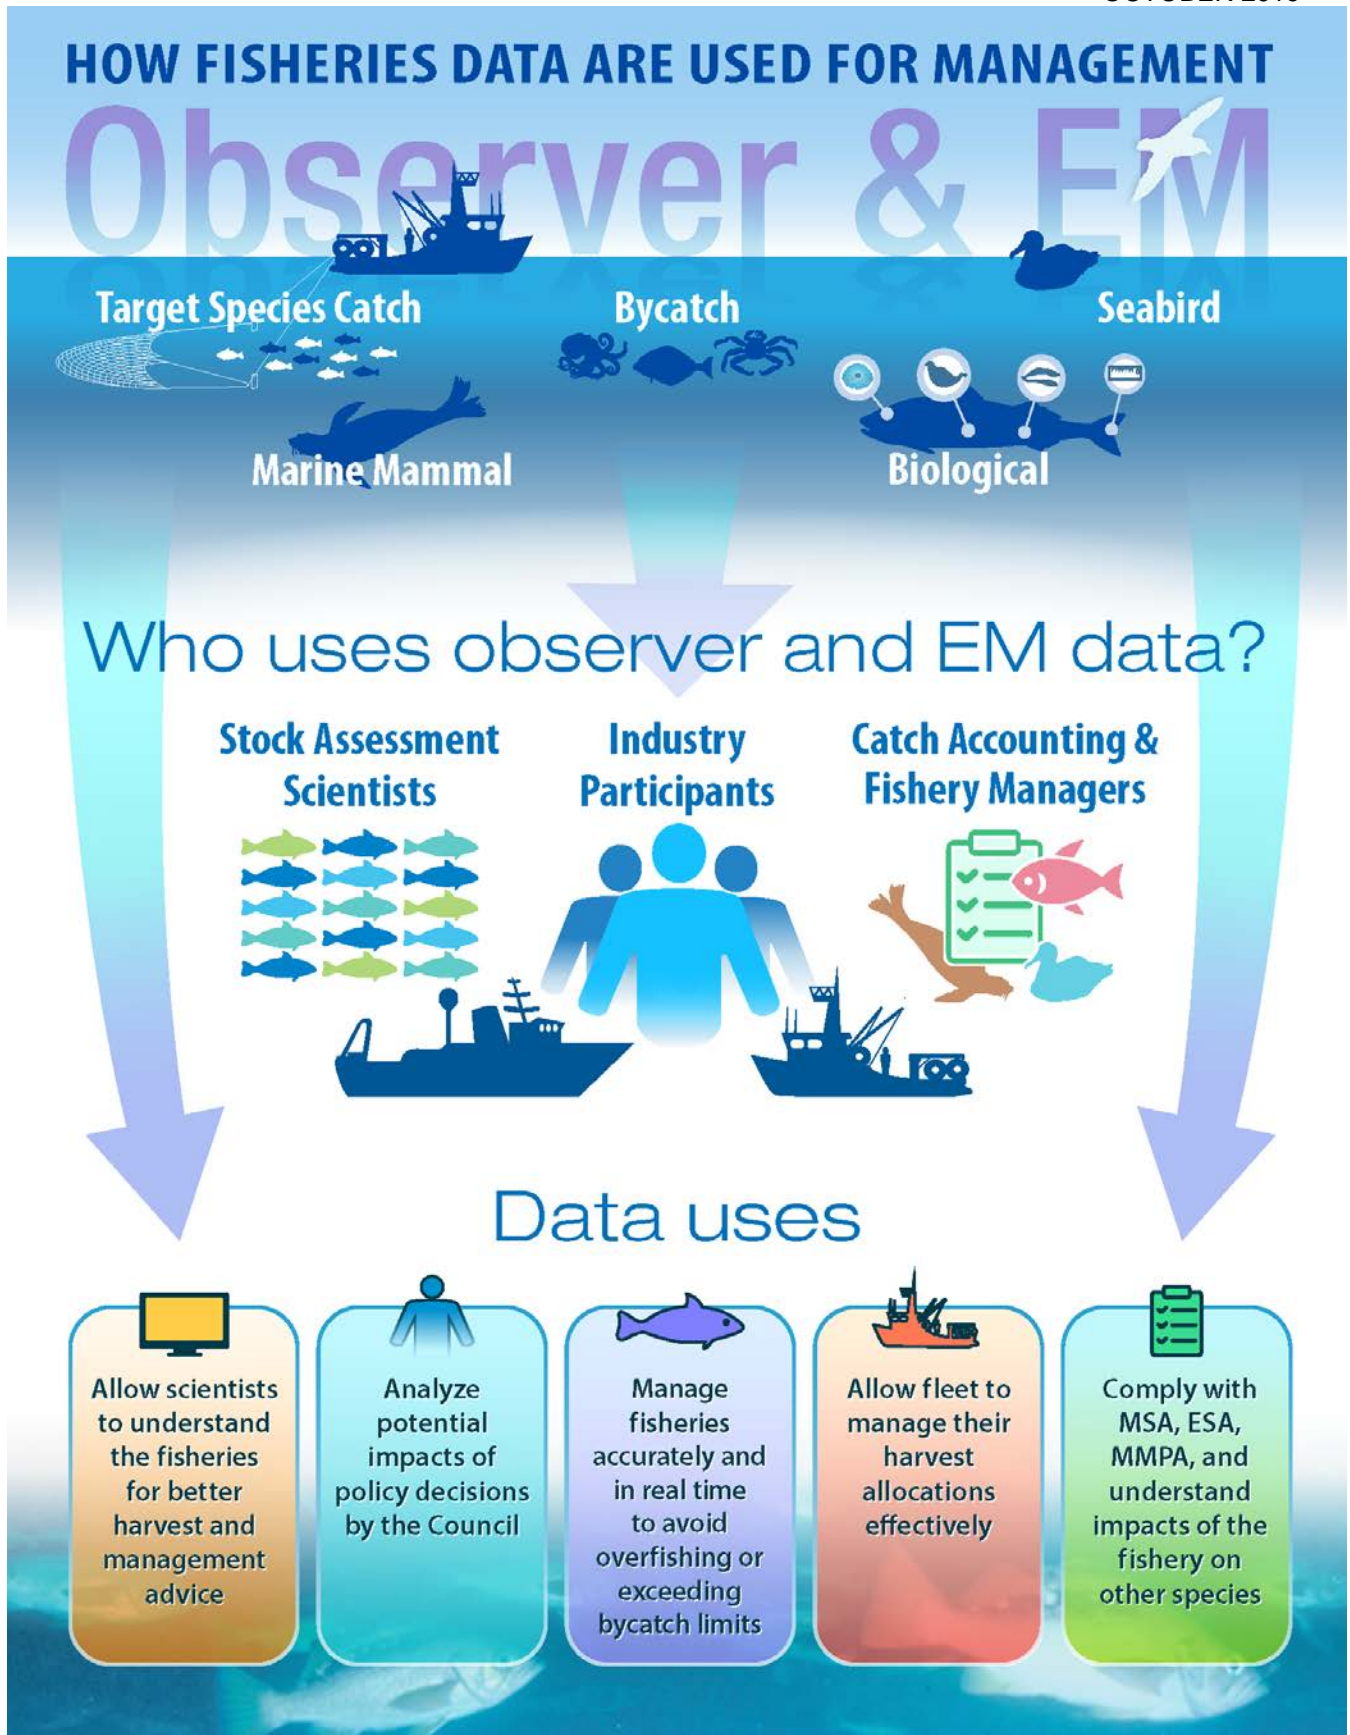 HOW FISHERIES DATA ARE USED FOR MANAGEMENT
Observer & EM
Target Species Catch
Bycatch
Seabird
Marine Mammal
Biological
Who uses observer and EM data?
Stock Assessment
Scientists
Industry
Participants
Catch Accounting &
Fishery Managers
Data uses
Allow scientists
to understand
the fisheries
for better
harvest and
management
advice
Analyze
potential
impacts of
policy decisions
by the Council
Manage
fisheries
accurately and
in real time
to avoid
overfishing or
exceeding
bycatch limits
Allow fleet to
manage their
harvest
allocations
effectively
Comply with
MSA, ESA,
MMPA, and
understand
impacts of the
fishery on
other species